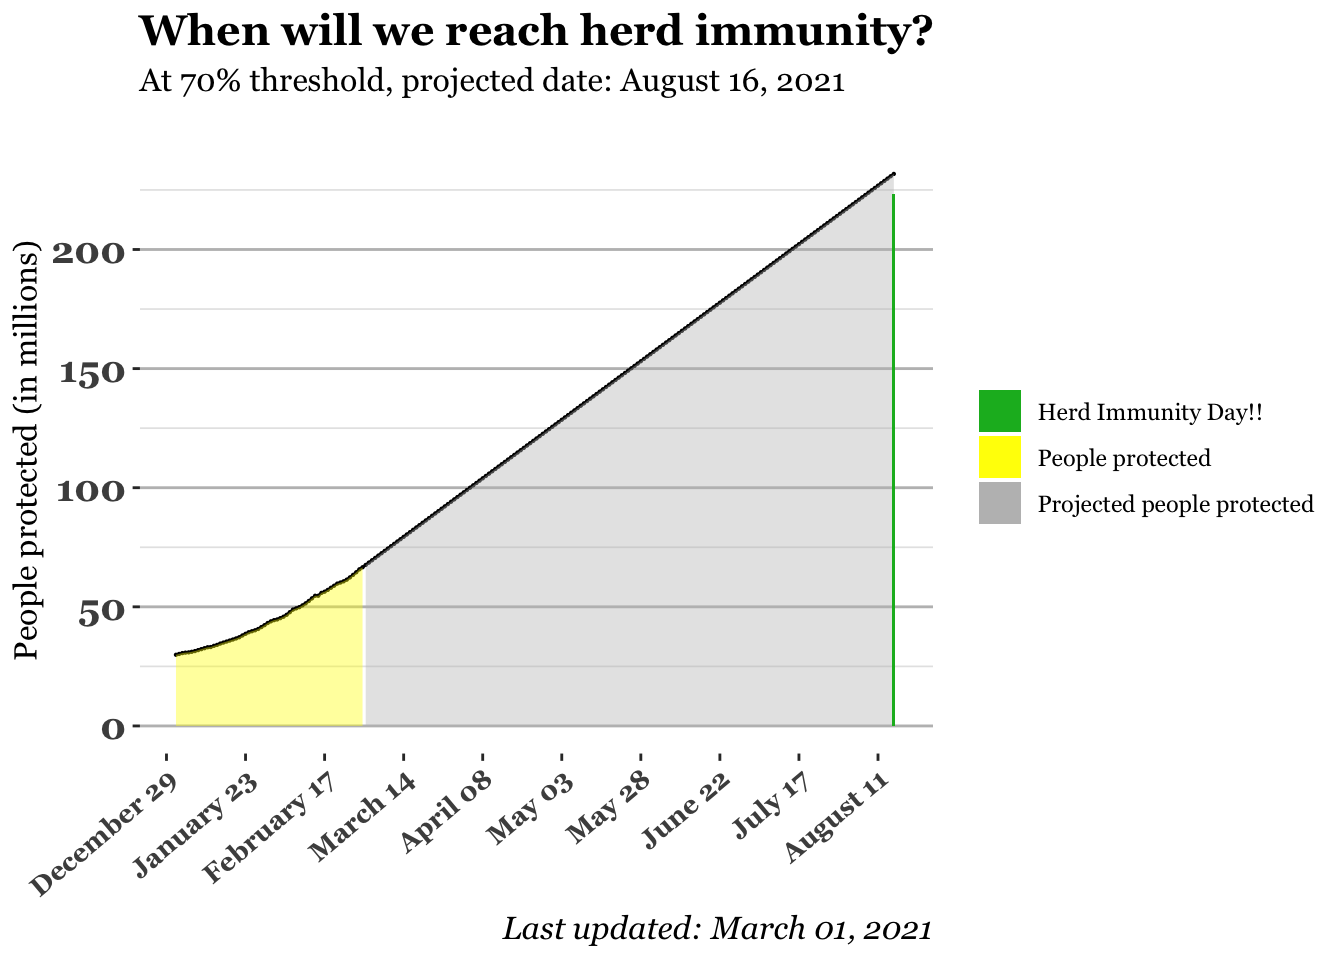 When will we reach herd immunity?
At 70% threshold, projected date: August 16, 2021
People protected (in millions)
200
150
100
50
0
December 29
January 23
February 17
March 14
April 08
May 03
May 28
June 22
July 17
August 11
Herd Immunity Day!!
People protected
Projected people protected
Last updated: March 01, 2021